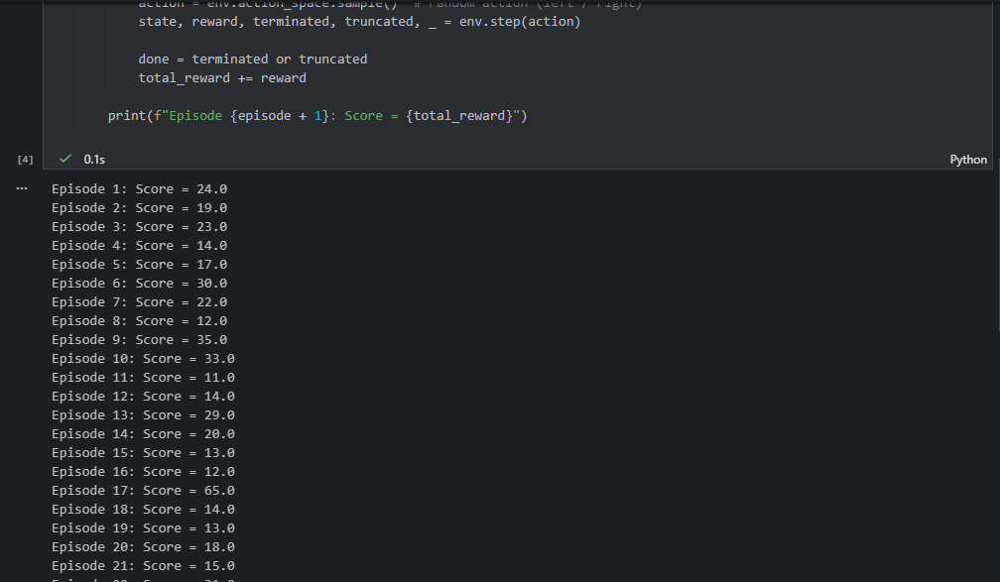 action = env.action_space.sample()  # random action (left / right)
state, reward, terminated, truncated, _ = env.step(action)
done = terminated or truncated
total_reward += reward
print(f"Episode {episode + 1}: Score = {total_reward}")
[4]
0.1s
Python
...
Episode 1: Score = 24.0
Episode 2: Score = 19.0
Episode 3: Score = 23.0
Episode 4: Score = 14.0
Episode 5: Score = 17.0
Episode 6: Score = 30.0
Episode 7: Score = 22.0
Episode 8: Score = 12.0
Episode 9: Score = 35.0
Episode 10: Score = 33.0
Episode 11: Score = 11.0
Episode 12: Score = 14.0
Episode 13: Score = 29.0
Episode 14: Score = 20.0
Episode 15: Score = 13.0
Episode 16: Score = 12.0
Episode 17: Score = 65.0
Episode 18: Score = 14.0
Episode 19: Score = 13.0
Episode 20: Score = 18.0
Episode 21: Score = 15.0